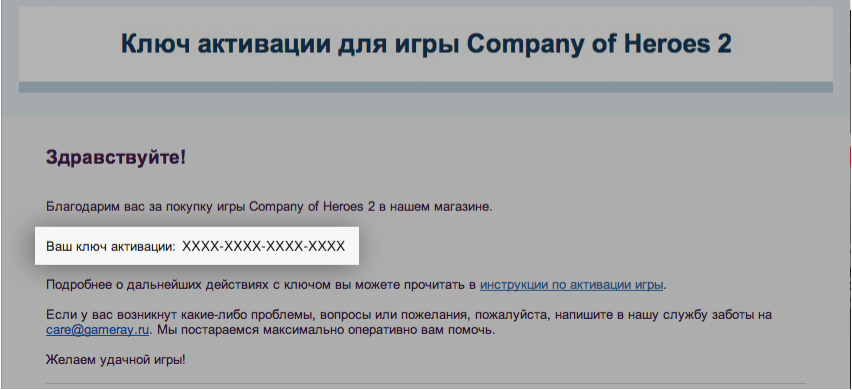 Ключ активации для игры Company of Heroes 2
Здравствуйте!
Благодарим вас за покупку игры Company of Heroes 2 в нашем магазине.
Ваш ключ активации: XXXX-XXXX-XXXX-XXXX
Подробнее о дальнейших действиях с ключом вы можете прочитать в инструкции по активации игры.
Если у вас возникнут какие-либо проблемы, вопросы или пожелания, пожалуйста, напишите в нашу службу заботы на
care@gameray.ru. Мы постараемся максимально оперативно вам помочь.
Желаем удачной игры!